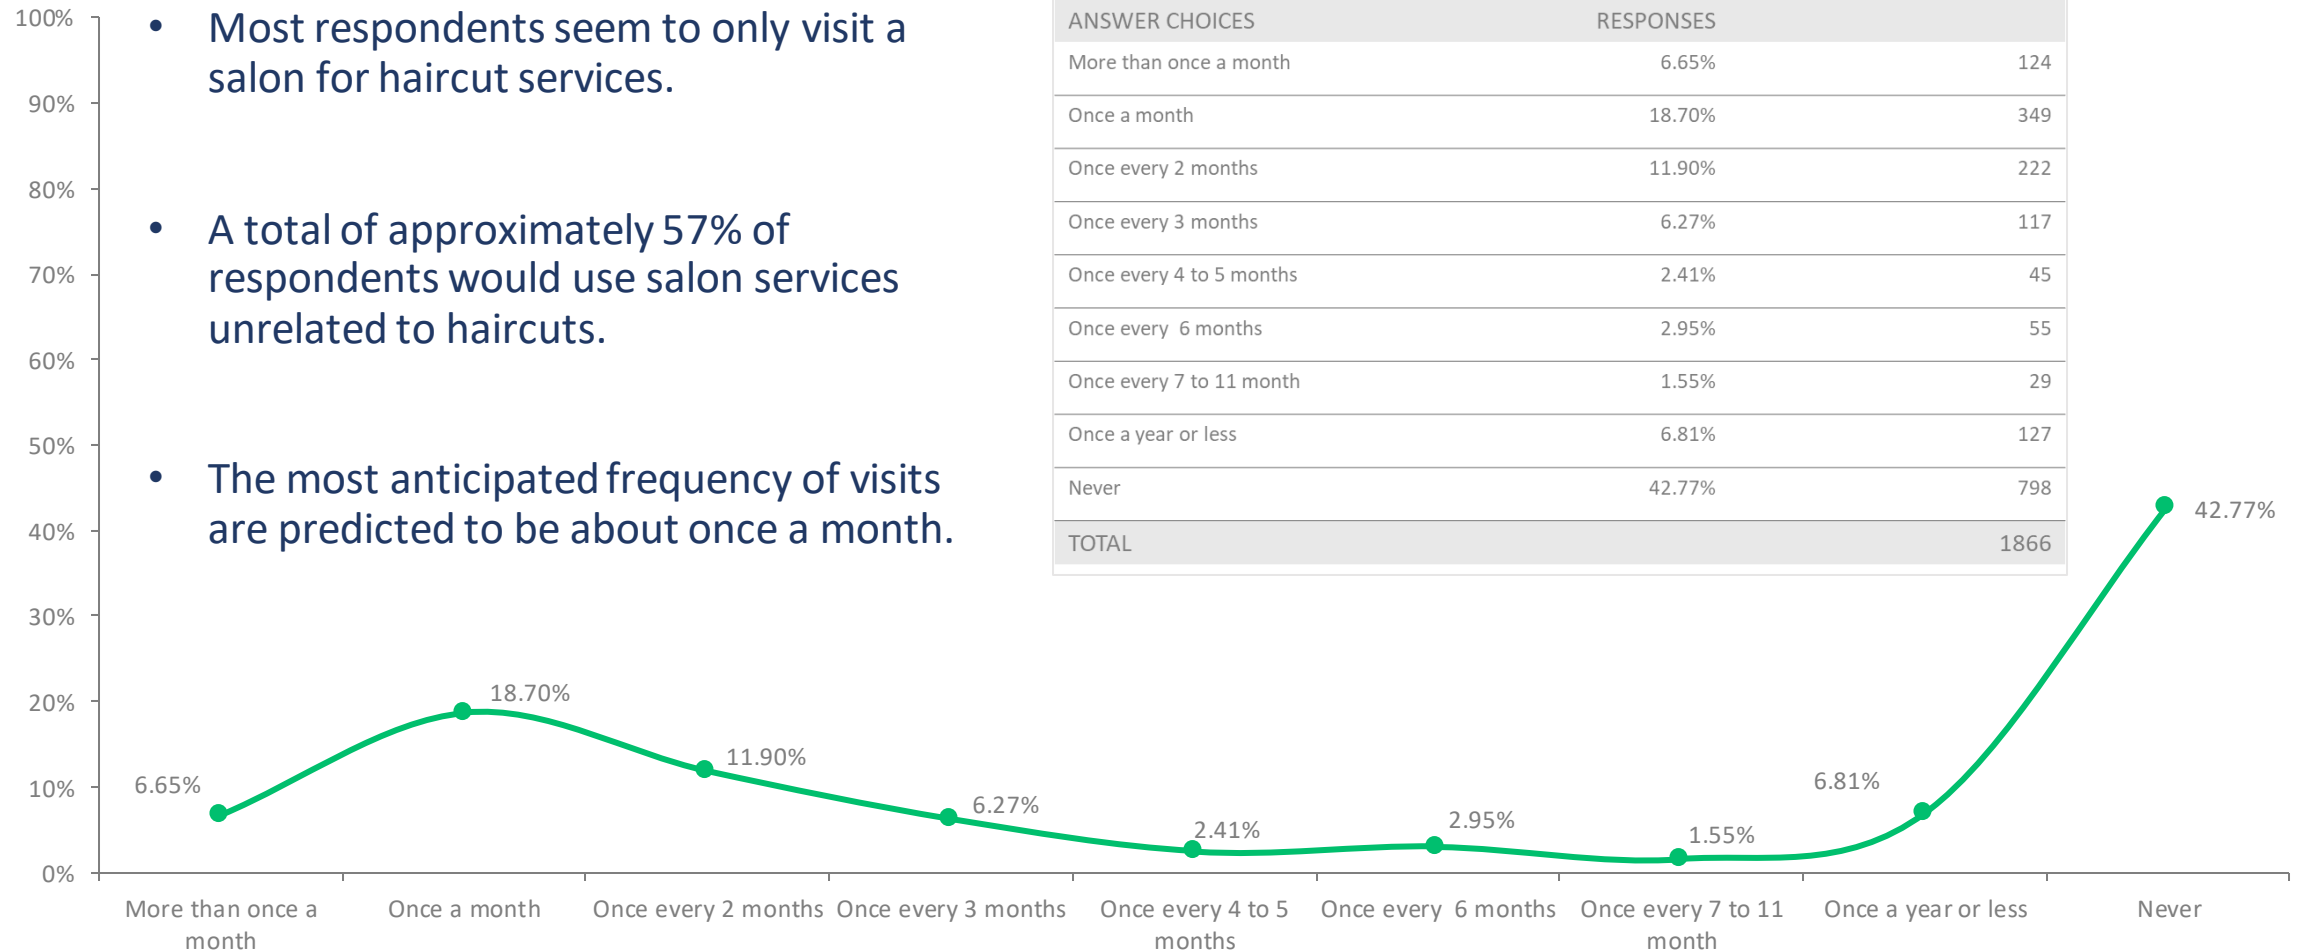 • Most respondents seem to only visit a
salon for haircut services.
• A total of approximately 57% of
respondents would use salon services
unrelated to haircuts.
• The most anticipated frequency of visits
are predicted to be about once a month.
ANSWER CHOICES RESPONSES
More than once a month 6.65% 124
Once a month 18.70% 349
Once every 2 months 11.90% 222
Once every 3 months 6.27% 117
Once every 4 to 5 months 2.41% 45
Once every  6 months 2.95% 55
Once every 7 to 11 month 1.55% 29
Once a year or less 6.81% 127
Never 42.77% 798
TOTAL 1866
100%
90%
80%
70%
60%
50%
40%
30%
20%
10%
0%
6.65%
18.70%
11.90%
6.27%
2.41%
2.95%
1.55%
6.81%
42.77%
More than once a
month
Once a month
Once every 2 months
Once every 3 months
Once every 4 to 5
months
Once every  6 months
Once every 7 to 11
month
Once a year or less
Never